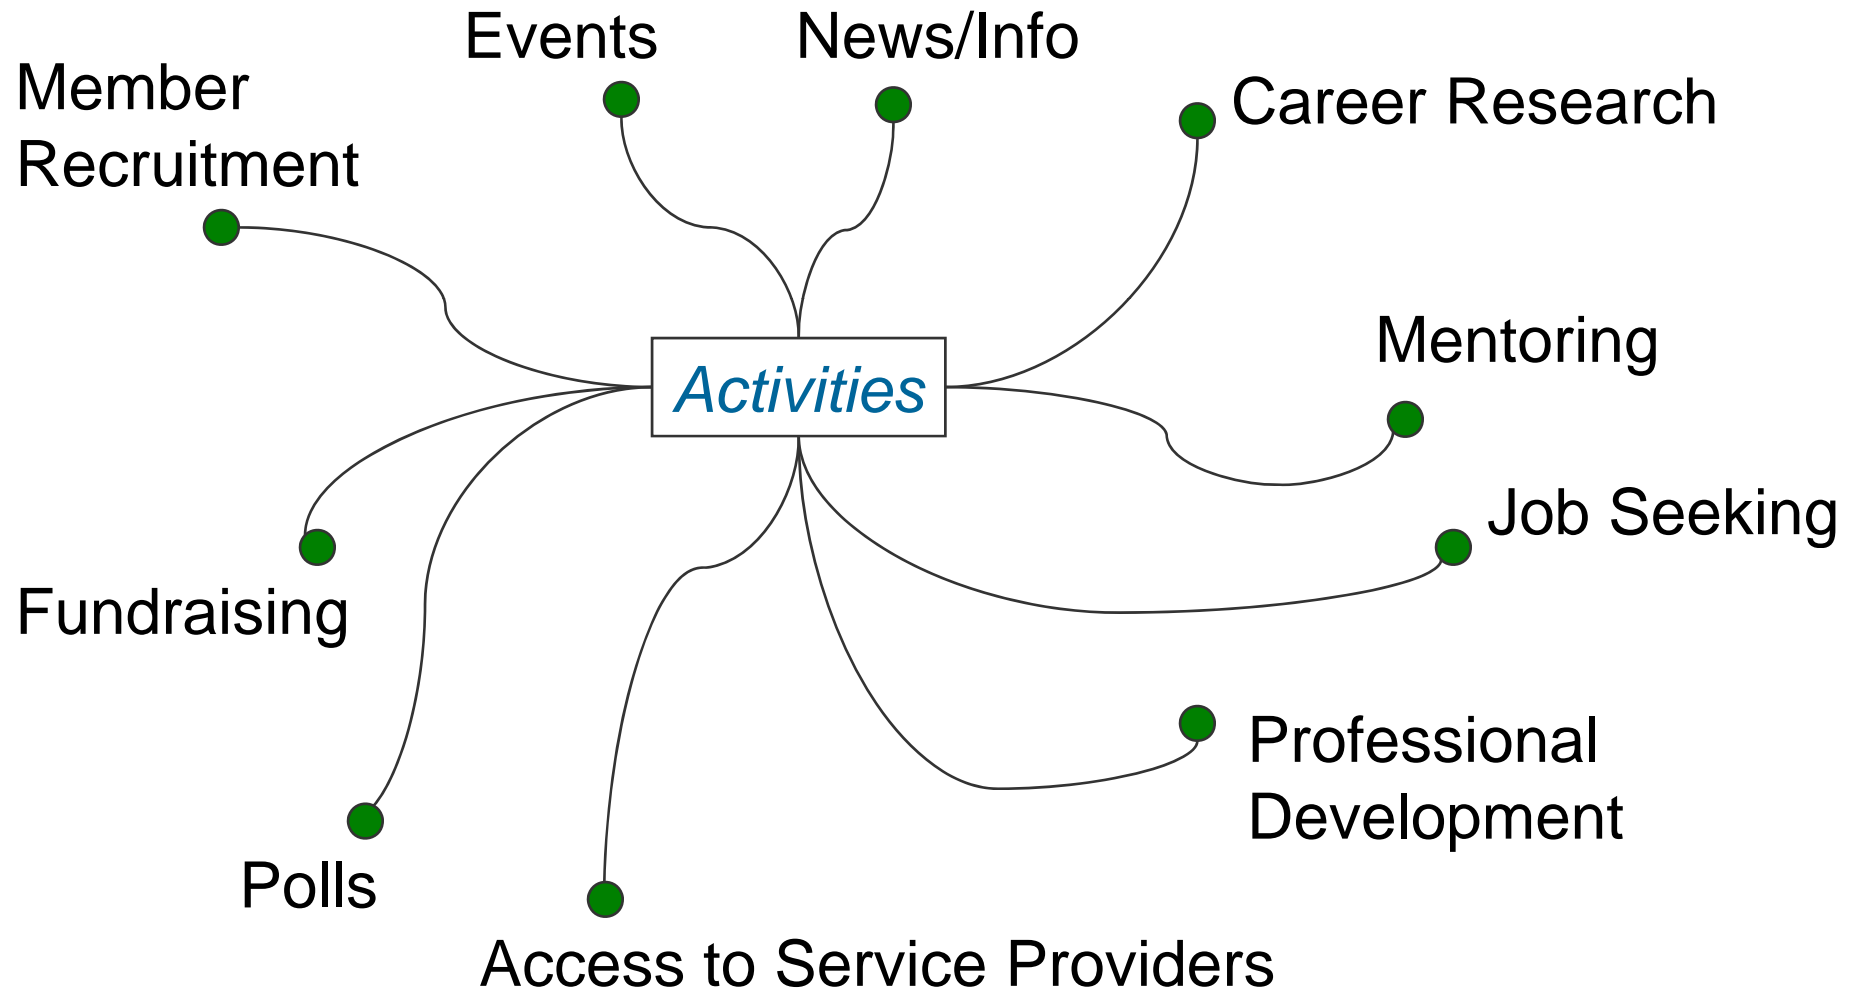 Events
News/Info
Member
Recruitment
Career Research
Mentoring
Activities
Job Seeking
Fundraising
Professional
Development
Polls
Access to Service Providers